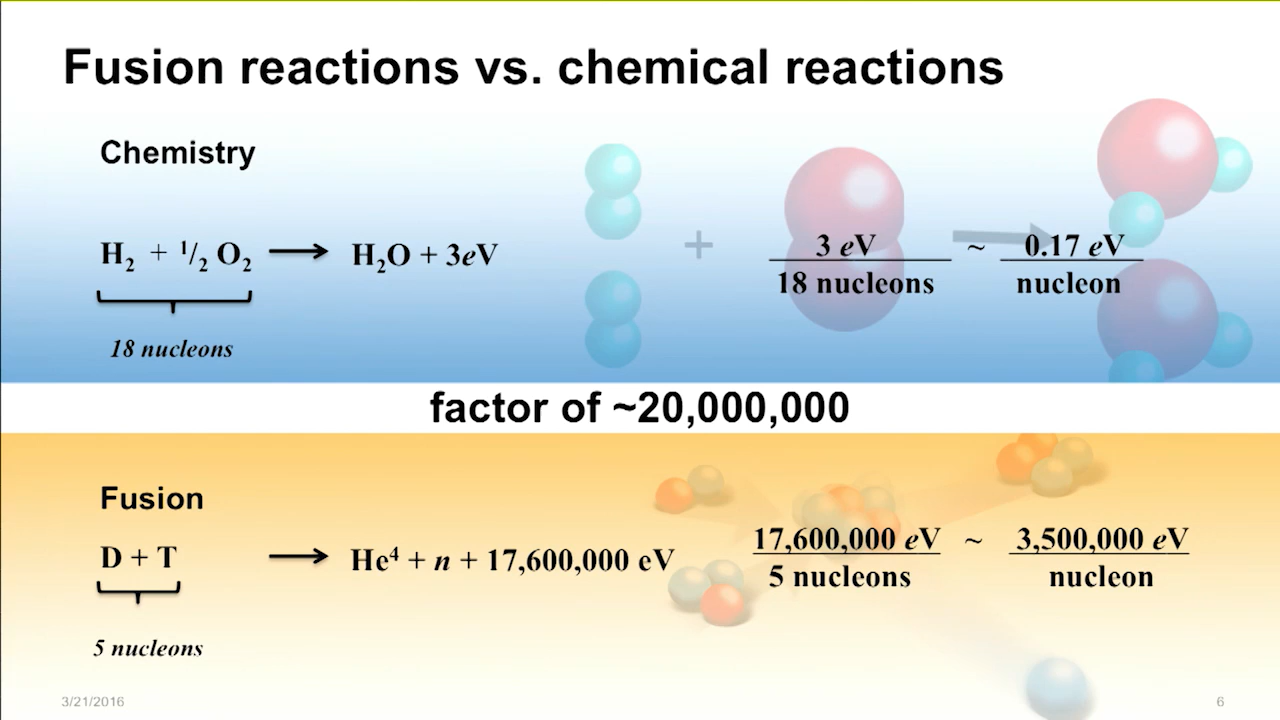 Fusion reactions vs. chemical reactions
Chemistry
H₂ + ¹/₂ O₂ ⟶ H₂O + 3eV
18 nucleons
3 eV / 18 nucleons ~ 0.17 eV / nucleon
factor of ~20,000,000
Fusion
D + T ⟶ He⁴ + n + 17,600,000 eV
5 nucleons
17,600,000 eV / 5 nucleons ~ 3,500,000 eV / nucleon
3/21/2016
6